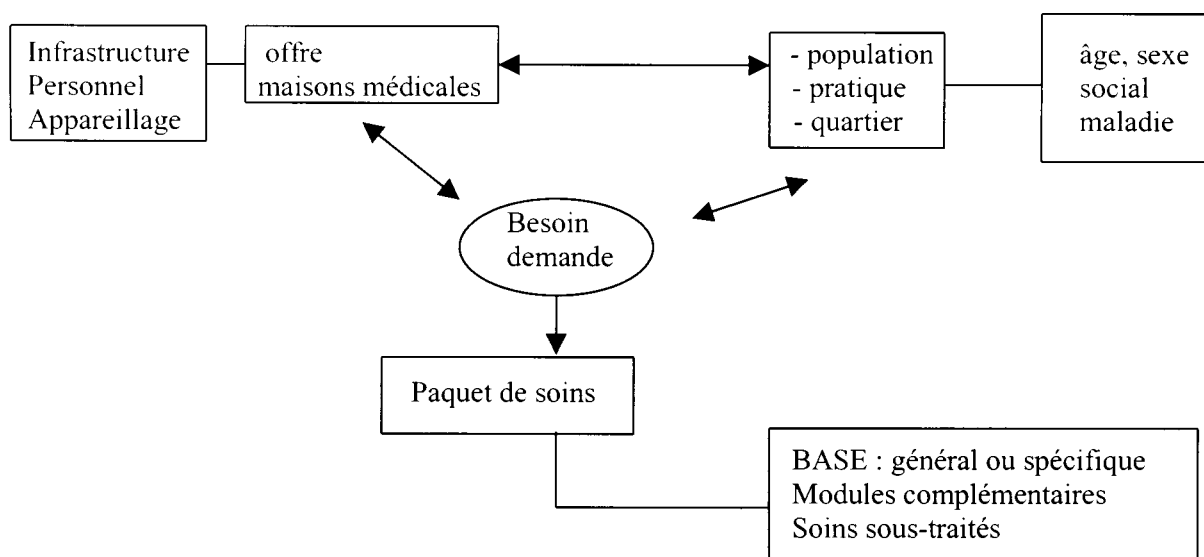 Infrastructure
Personnel
Appareillage
offre
maisons médicales
- population
- pratique
- quartier
âge, sexe
social
maladie
Besoin
demande
Paquet de soins
BASE : général ou spécifique
Modules complémentaires
Soins sous-traités